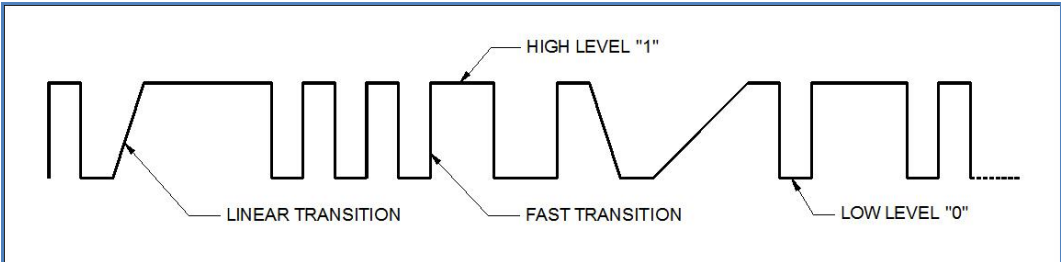 HIGH LEVEL "1"
LINEAR TRANSITION
FAST TRANSITION
LOW LEVEL "0"